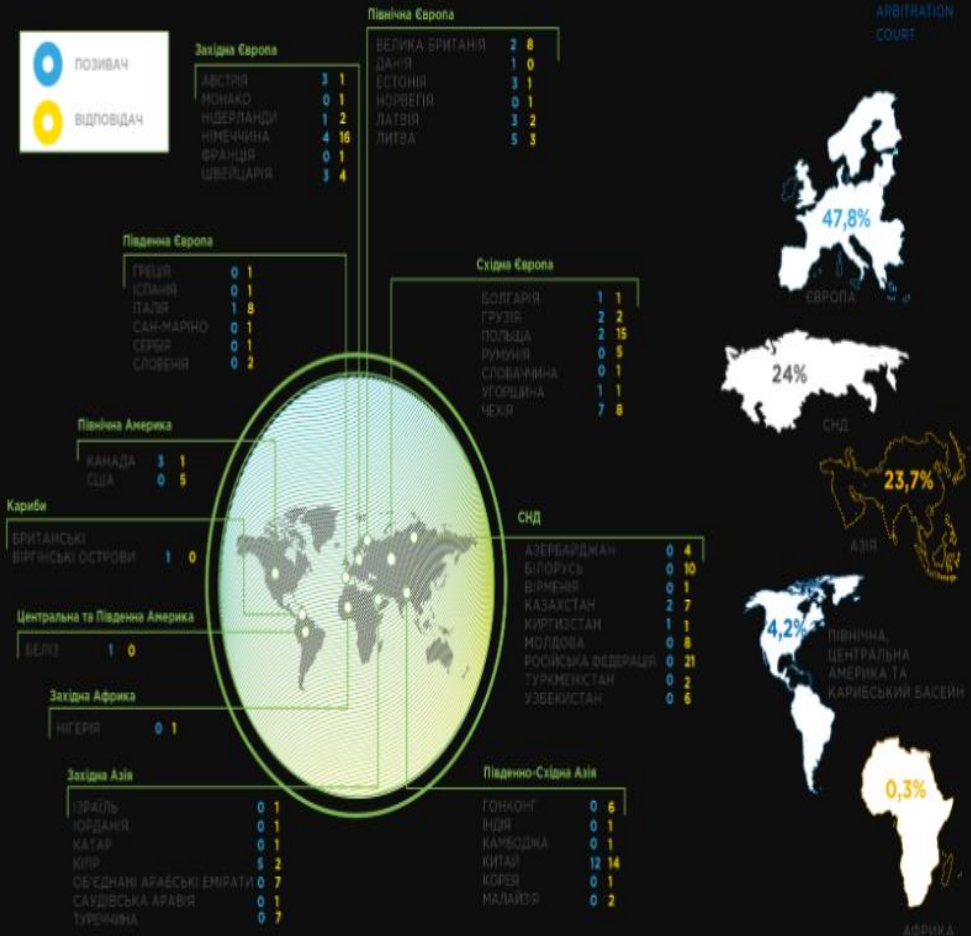 ПОЗИВАЧ
ВІДПОВІДАЧ
Західна Європа
АВСТРІЯ 3 1
МОНАКО 0 1
НІДЕРЛАНДИ 1 2
НІМЕЧЧИНА 4 16
ФРАНЦІЯ 0 1
ШВЕЙЦАРІЯ 3 4
Північна Європа
ВЕЛИКА БРИТАНІЯ 2 8
ДАНІЯ 1 0
ЕСТОНІЯ 3 1
НОРВЕГІЯ 0 1
ЛАТВІЯ 3 2
ЛИТВА 5 3
ARBITRATION
COURT
Південна Європа
ГРЕЦІЯ 0 1
ІСПАНІЯ 0 1
ІТАЛІЯ 1 8
САН-МАРІНО 0 1
СЕРБІЯ 0 1
СЛОВЕНІЯ 0 2
Східна Європа
БОЛГАРІЯ 1 1
ГРУЗІЯ 2 2
ПОЛЬЩА 2 15
РУМУНІЯ 0 5
СЛОВАЧЧИНА 0 1
УГОРЩИНА 1 1
ЧЕХІЯ 7 8
Північна Америка
КАНАДА 3 1
США 0 5
Кариби
БРИТАНСЬКІ
ВІРГІНСЬКІ ОСТРОВИ 1 0
Центральна та Південна Америка
БЕЛІЗ 1 0
Західна Африка
НІГЕРІЯ 0 1
СНД
АЗЕРБАЙДЖАН 0 4
БІЛОРУСЬ 0 10
ВІРМЕНІЯ 0 1
КАЗАХСТАН 2 7
КИРГИЗСТАН 1 1
МОЛДОВА 0 8
РОСІЙСЬКА ФЕДЕРАЦІЯ 0 21
ТУРКМЕНІСТАН 0 2
УЗБЕКИСТАН 0 6
Західна Азія
ІЗРАЇЛЬ 0 1
ІОРДАНІЯ 0 1
КАТАР 0 1
КІПР 5 2
ОБ'ЄДНАНІ АРАБСЬКІ ЕМІРАТИ 0 7
САУДІВСЬКА АРАВІЯ 0 1
ТУРЕЧЧИНА 0 7
Південно-Східна Азія
ГОНКОНГ 0 6
ІНДІЯ 0 1
КАМБОДЖА 0 1
КИТАЙ 12 14
КОРЕЯ 0 1
МАЛАЙЗІЯ 0 2
47,8%
ЄВРОПА
24%
СНД
23,7%
АЗІЯ
4,2%
ПІВНІЧНА,
ЦЕНТРАЛЬНА
АМЕРИКА ТА
КАРИБСЬКИЙ БАСЕЙН
0,3%
АФРИКА